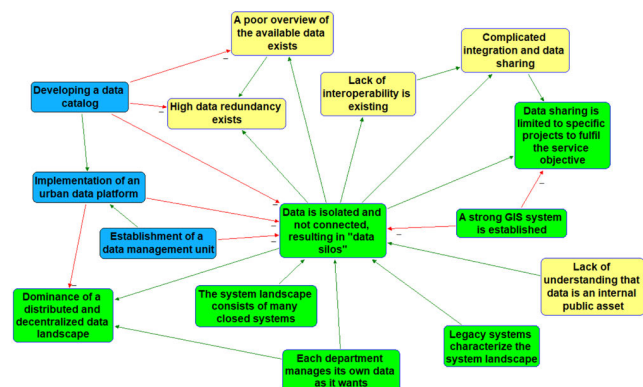 A poor overview of
the available data
exists
Complicated
integration and data
sharing
Developing a data
catalog
Lack of
interoperability is
existing
High data redundancy
exists
Data sharing is
limited to specific
projects to fulfil
the service
objective
Implementation of an
urban data platform
Data is isolated and
not connected,
resulting in "data
silos"
A strong GIS system
is established
Establishment of a
data management unit
Lack of
understanding that
data is an internal
public asset
Dominance of a
distributed and
decentralized data
landscape
The system landscape
consists of many
closed systems
Legacy systems
characterize the
system landscape
Each department
manages its own data
as it wants